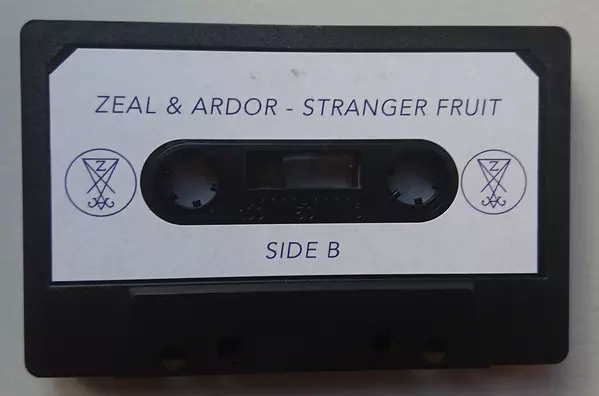 ZEAL & ARDOR - STRANGER FRUIT
Z
Z
SIDE B